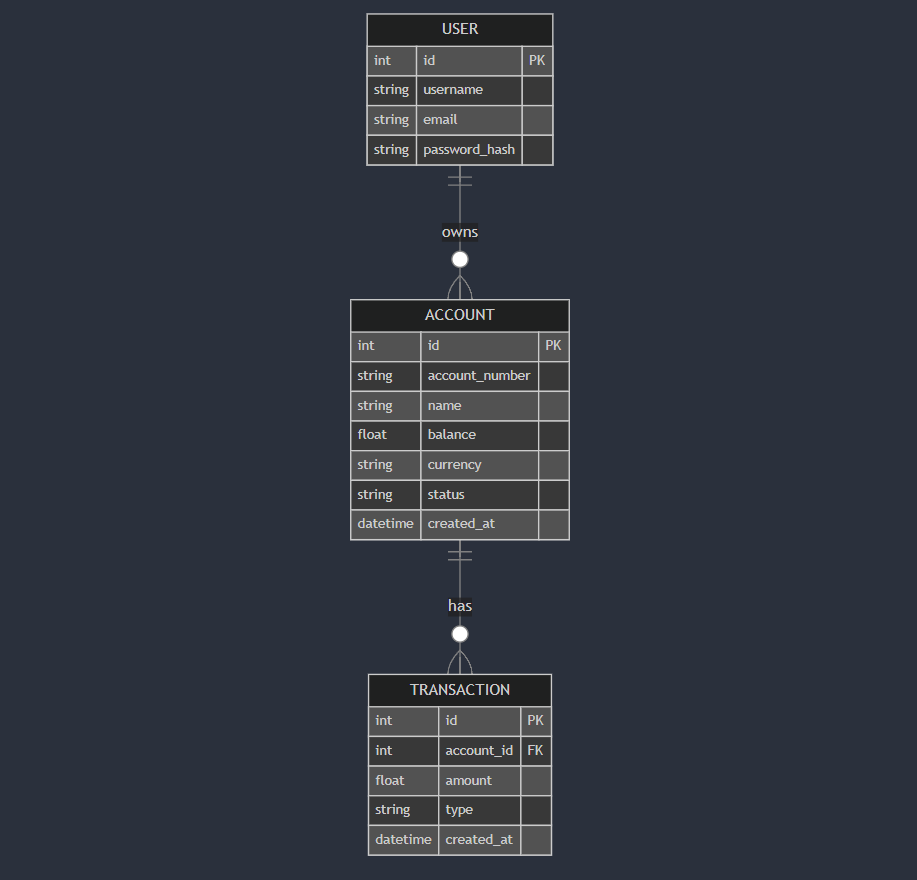 USER
int id PK
string username
string email
string password_hash
owns
ACCOUNT
int id PK
string account_number
string name
float balance
string currency
string status
datetime created_at
has
TRANSACTION
int id PK
int account_id FK
float amount
string type
datetime created_at